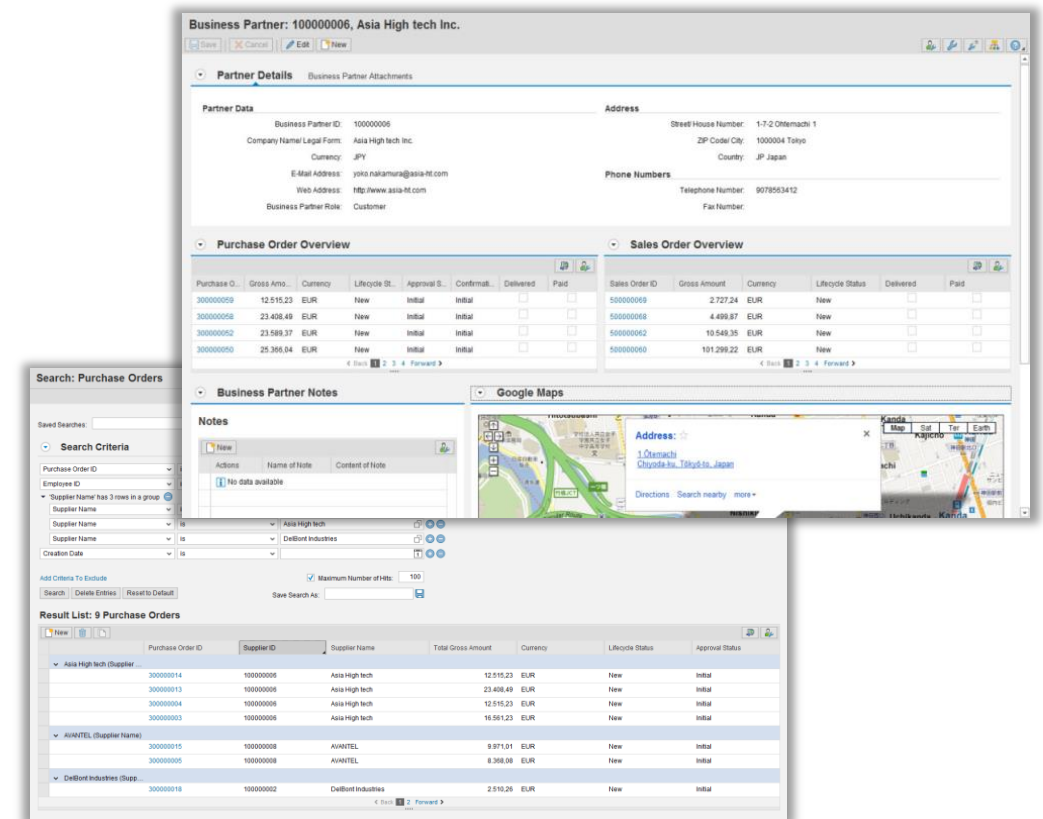 Business Partner: 100000006, Asia High tech Inc.
Save Cancel Edit New
Partner Details Business Partner Attachments
Partner Data
Business Partner ID: 100000006
Company Name/ Legal Form: Asia High tech Inc.
Currency: JPY
E-Mail Address: yoko.nakamura@asia-ht.com
Web Address: http://www.asia-ht.com
Business Partner Role: Customer
Address
Street/ House Number: 1-7-2 Ohtemachi 1
ZIP Code/ City: 1000004 Tokyo
Country: JP Japan
Phone Numbers
Telephone Number: 9078563412
Fax Number:
Purchase Order Overview
Purchase O... Gross Amo... Currency Lifecycle St... Approval S... Confirmati... Delivered Paid
300000059 12.515,23 EUR New Initial Initial
300000058 23.408,49 EUR New Initial Initial
300000052 23.589,37 EUR New Initial Initial
300000050 25.366,04 EUR New Initial Initial
Back 1 2 3 4 Forward
Sales Order Overview
Sales Order ID Gross Amount Currency Lifecycle Status Delivered Paid
500000069 2.727,24 EUR New
500000068 4.499,87 EUR New
500000062 10.549,35 EUR New
500000060 101.299,22 EUR New
Back 1 2 3 4 Forward
Business Partner Notes
Notes
New
Actions Name of Note Content of Note
No data available
Google Maps
Kanda
Map Sat Ter Earth
Kajicho
Address:
1 Ōtemachi
Chiyoda-ku, Tōkyō-to, Japan
Directions Search nearby more
Uchikanda
Kanda
Search: Purchase Orders
Saved Searches:
Search Criteria
Purchase Order ID
Employee ID
'Supplier Name' has 3 rows in a group
Supplier Name
Supplier Name is Asia High tech
Supplier Name is DelBont Industries
Creation Date is
Add Criteria To Exclude Maximum Number of Hits: 100
Search Delete Entries Reset to Default Save Search As:
Result List: 9 Purchase Orders
New
Purchase Order ID Supplier ID Supplier Name Total Gross Amount Currency Lifecycle Status Approval Status
Asia High tech (Supplier ...
300000014 100000006 Asia High tech 12.515,23 EUR New Initial
300000013 100000006 Asia High tech 23.408,49 EUR New Initial
300000004 100000006 Asia High tech 12.515,23 EUR New Initial
300000003 100000006 Asia High tech 16.561,23 EUR New Initial
AVANTEL (Supplier Name)
300000015 100000008 AVANTEL 9.971,01 EUR New Initial
300000005 100000008 AVANTEL 8.368,08 EUR New Initial
DelBont Industries (Supp...
300000018 100000002 DelBont Industries 2.510,26 EUR New Initial
Back 1 2 Forward